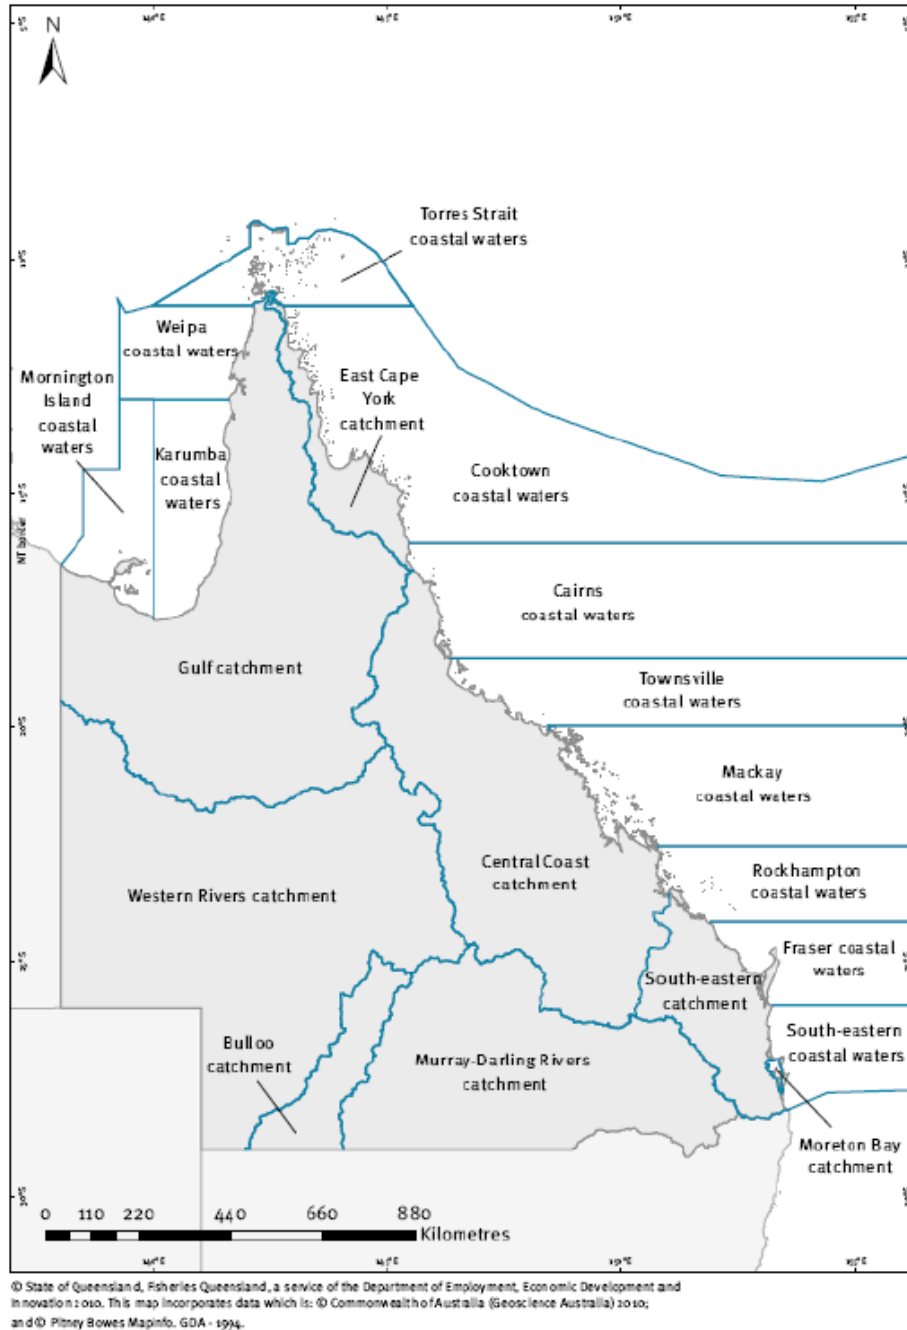 N
Torres Strait
coastal waters
Weipa
coastal waters
Mornington
Island
coastal
waters
East Cape
York
catchment
Karumba
coastal
waters
Cooktown
coastal waters
NT border
Cairns
coastal waters
Gulf catchment
Townsville
coastal waters
Mackay
coastal waters
Central Coast
catchment
Rockhampton
coastal waters
Western Rivers catchment
Fraser coastal
waters
South-eastern
catchment
South-eastern
coastal waters
Bulloo
catchment
Murray-Darling Rivers
catchment
Moreton Bay
catchment
0 110 220 440 660 880
Kilometres
© State of Queensland, Fisheries Queensland, a service of the Department of Employment, Economic Development and
Innovation 2010. This map incorporates data which is: © Commonwealth of Australia (Geoscience Australia) 2010;
and © Pitney Bowes MapInfo. GDA - 1994.